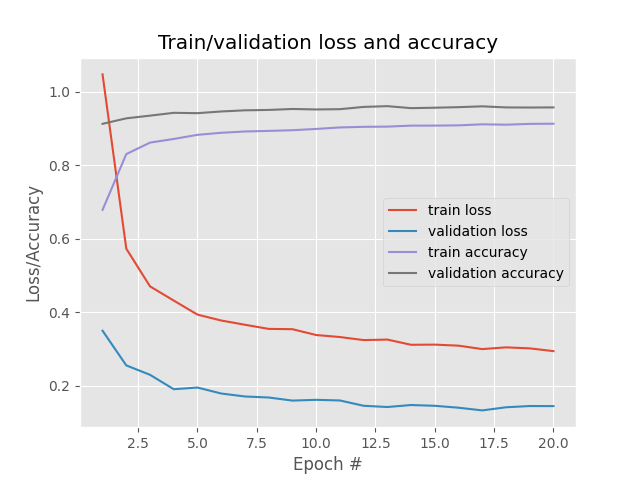 Train/validation loss and accuracy
1.0
0.8
0.6
0.4
0.2
Loss/Accuracy
train loss
validation loss
train accuracy
validation accuracy
2.5 5.0 7.5 10.0 12.5 15.0 17.5 20.0
Epoch #